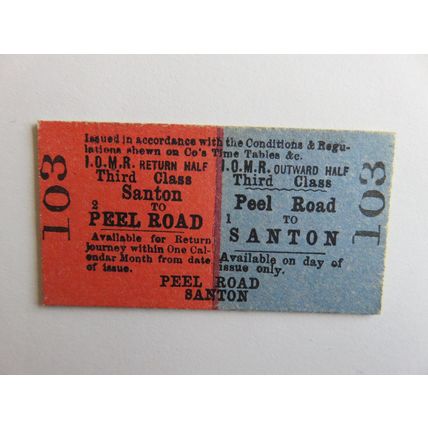 103
Issued in accordance with the Conditions & Regu-
lations shewn on Co's Time Tables &c.
I.O.M.R. RETURN HALF
Third Class
Santon
2 TO
PEEL ROAD
Available for Return
journey within One Cal-
endar Month from date
of issue.
I.O.M.R. OUTWARD HALF
Third Class
Peel Road
1 TO
SANTON
Available on day of
issue only.
PEEL ROAD
SANTON
103